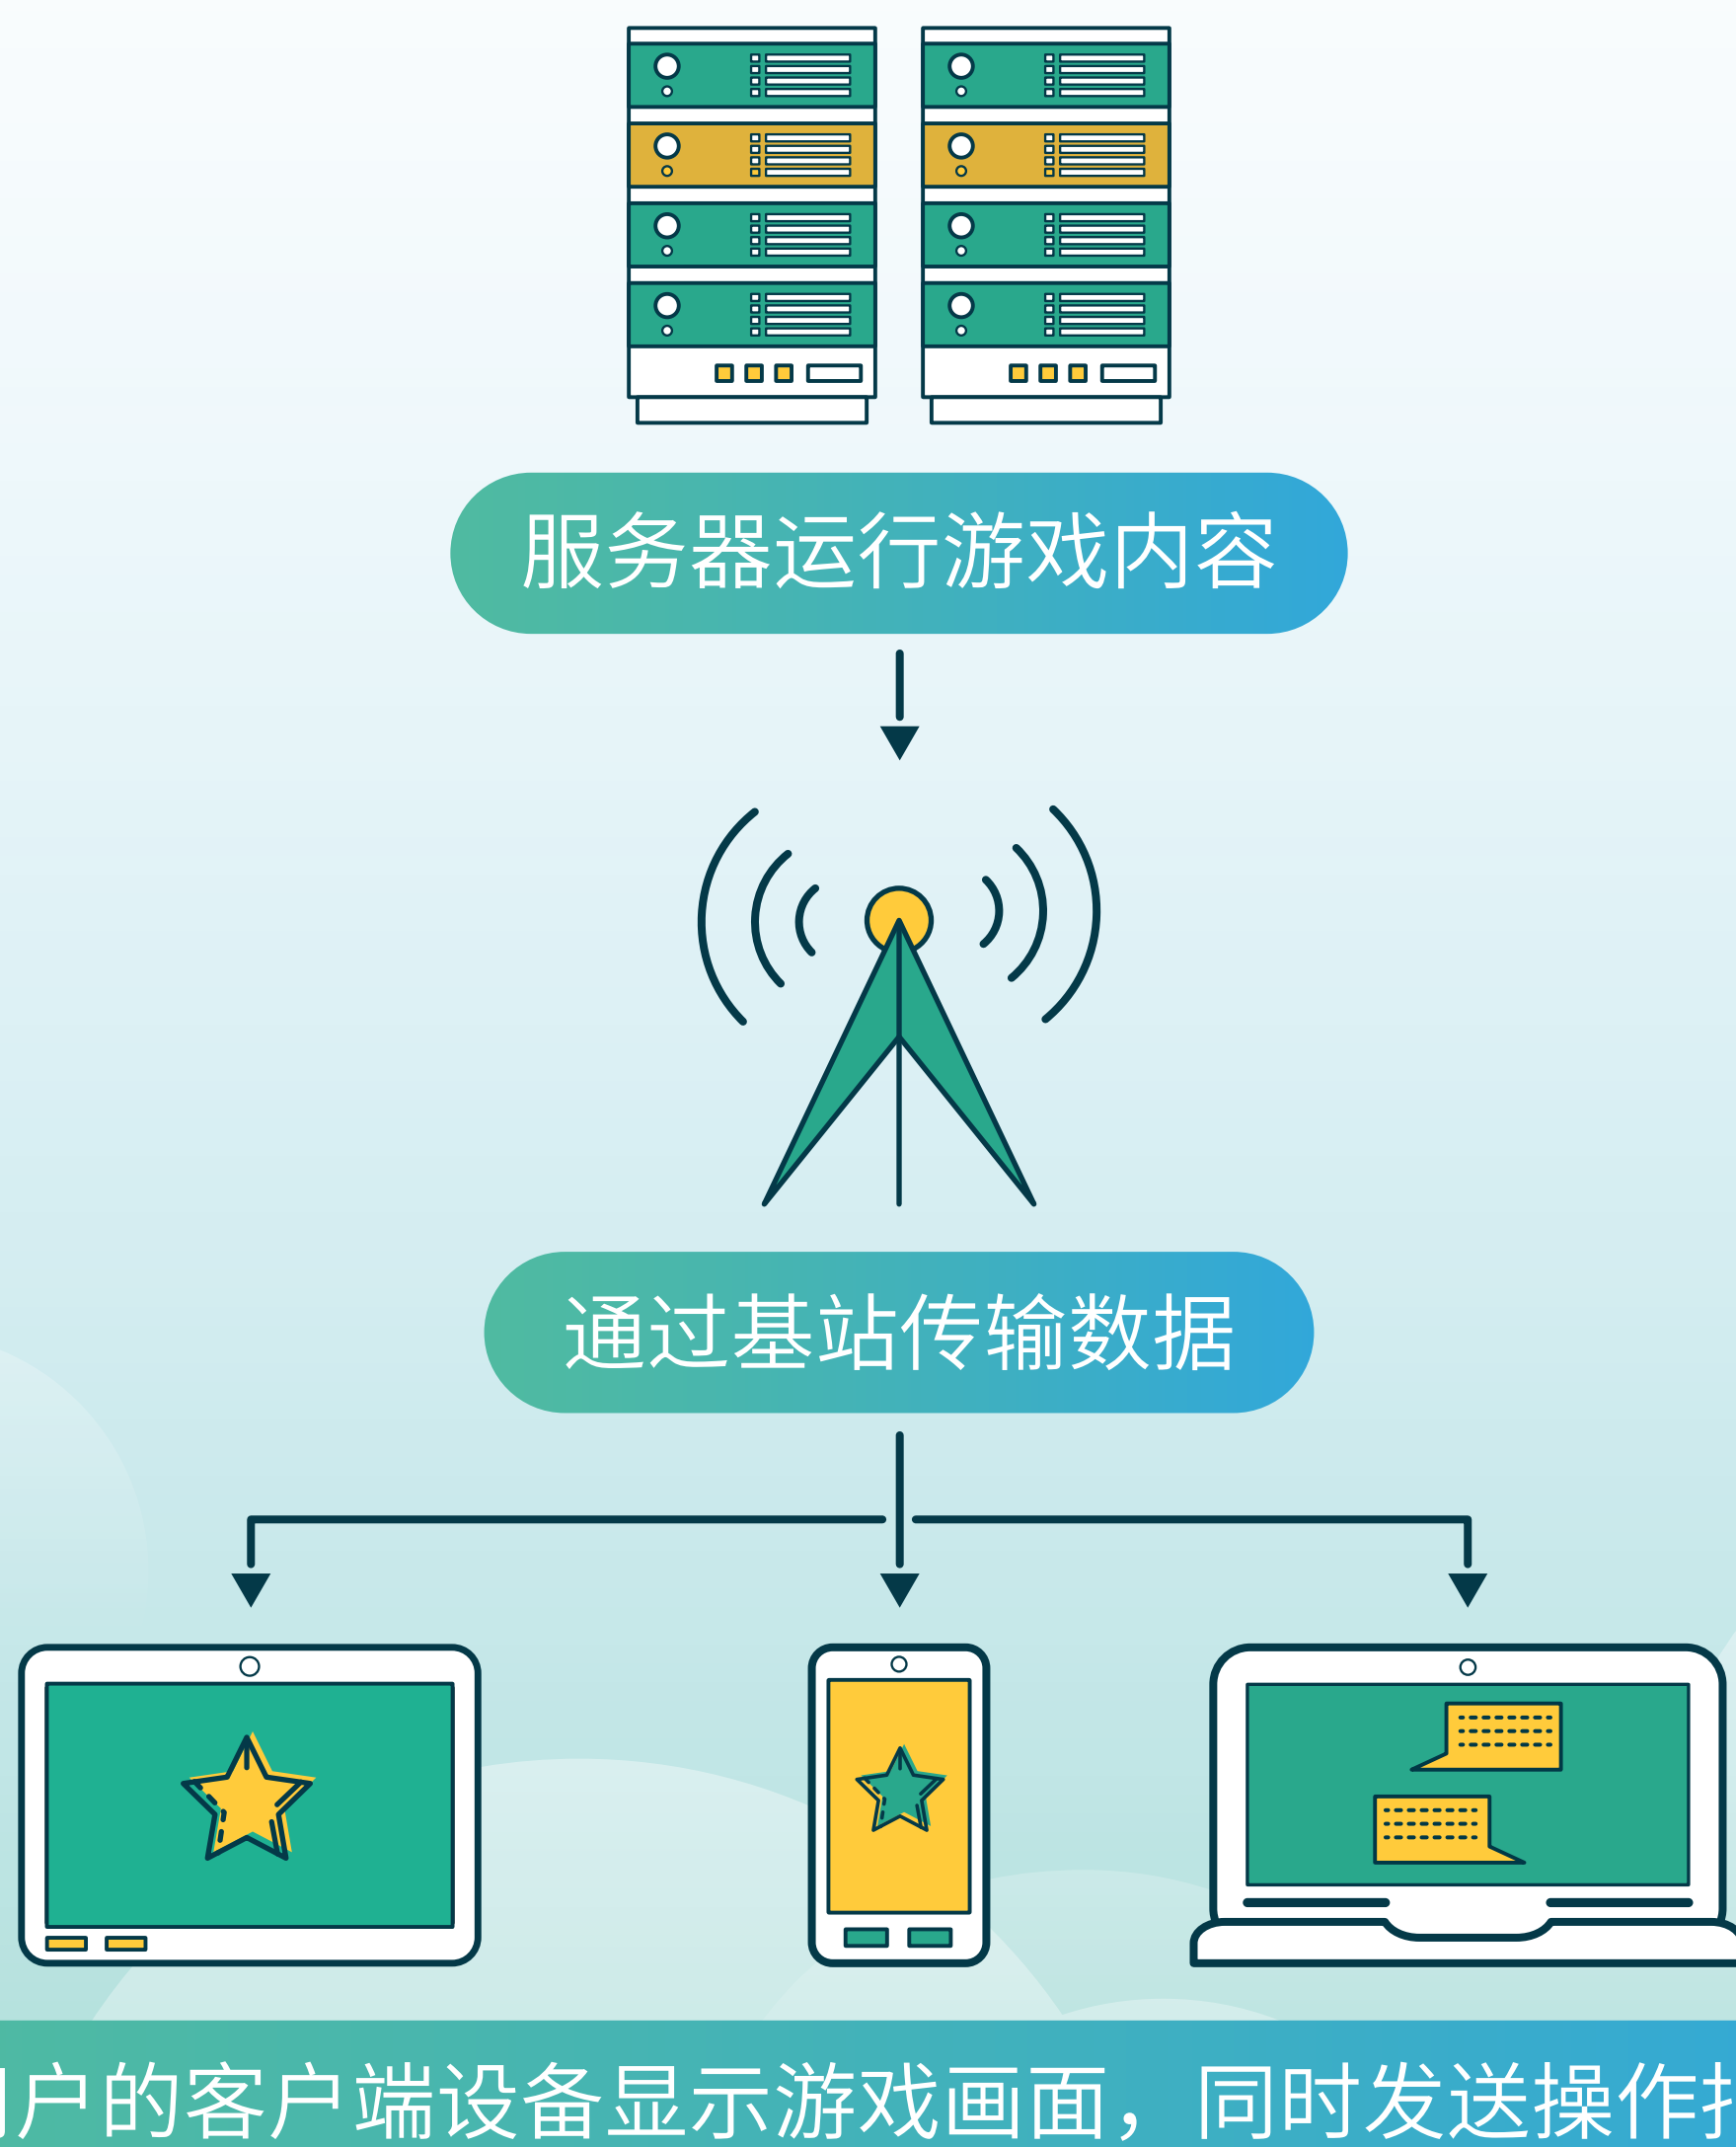 服务器运行游戏内容
通过基站传输数据
户的客户端设备显示游戏画面，同时发送操作